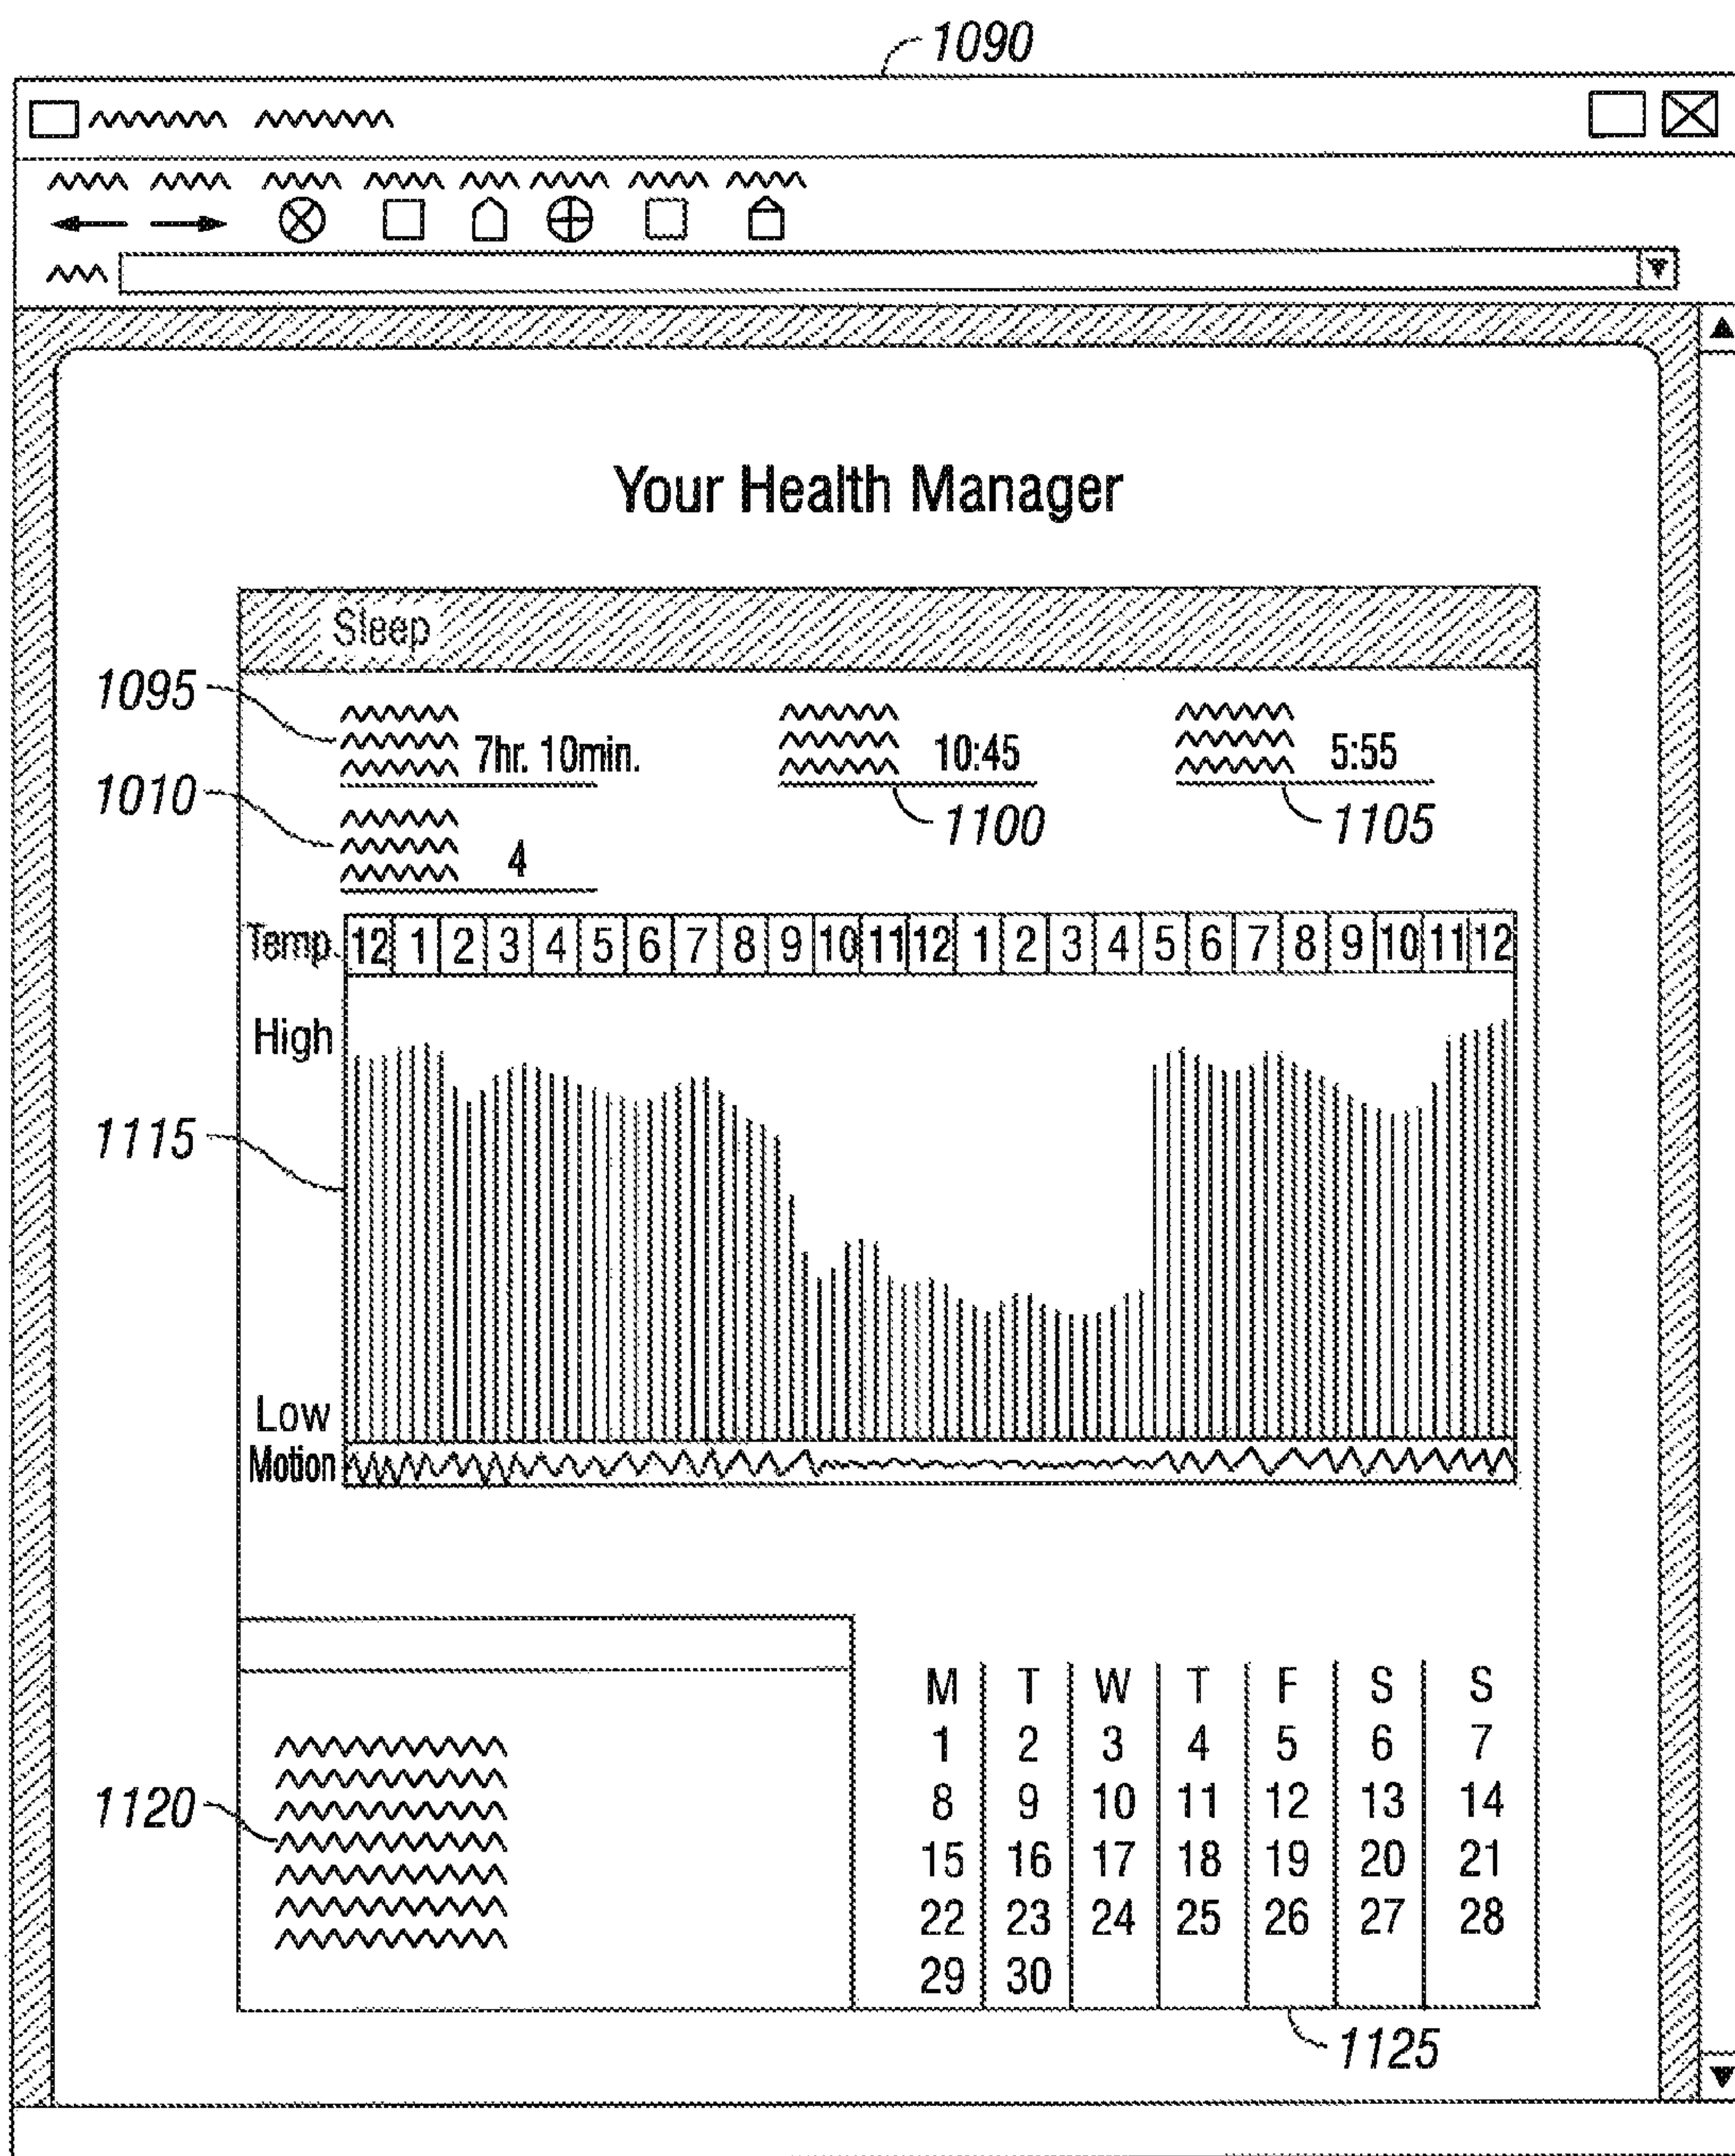 1090
Your Health Manager
Sleep
1095
7hr. 10min.
10:45
5:55
1010
1100
1105
4
Temp. 12 1 2 3 4 5 6 7 8 9 10 11 12 1 2 3 4 5 6 7 8 9 10 11 12
High
1115
Low
Motion
M T W T F S S
1 2 3 4 5 6 7
8 9 10 11 12 13 14
1120
15 16 17 18 19 20 21
22 23 24 25 26 27 28
29 30
1125